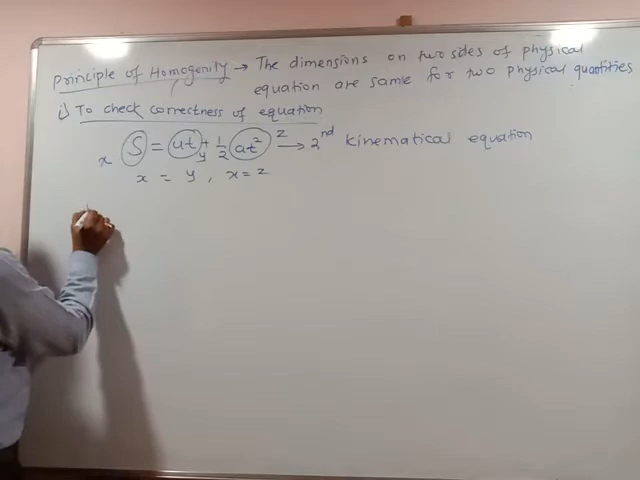 Principle of Homogenity → The dimensions on two sides of physical
equation are same for two physical quantities
i) To check correctness of equation
x S = ut + y 1/2 at² z → 2nd kinematical equation
x = y , x = z